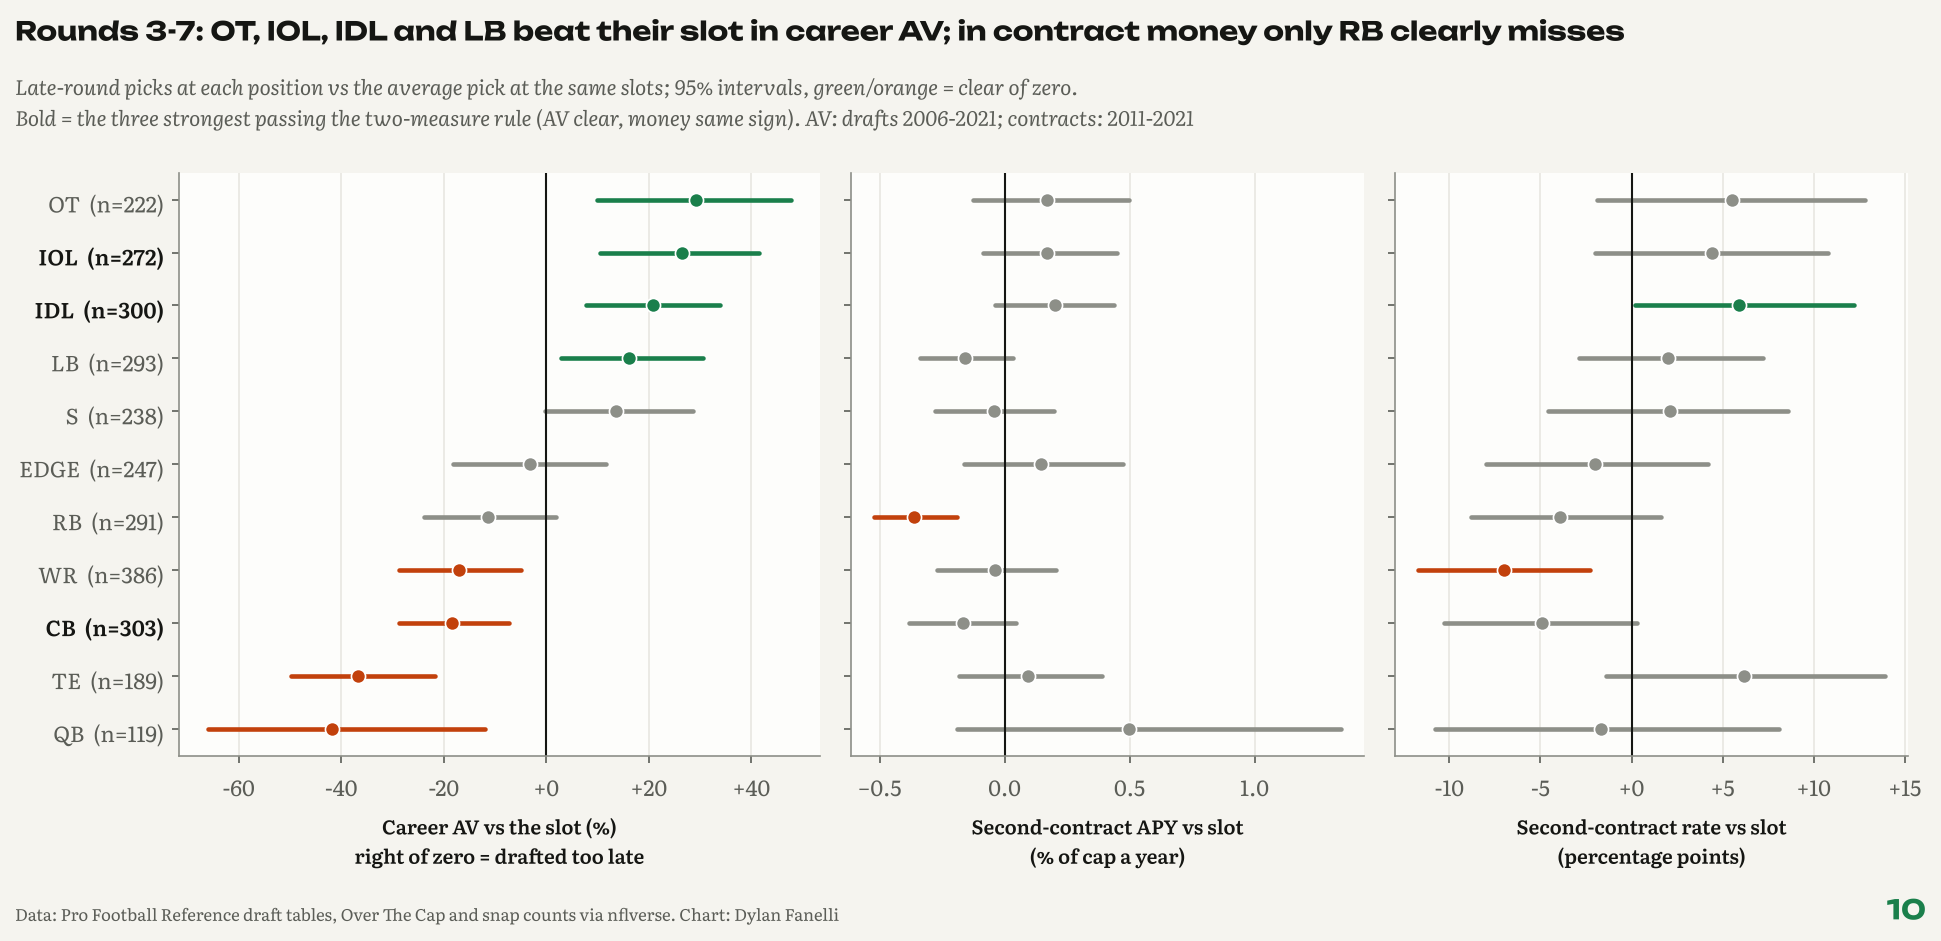 Rounds 3-7: OT, IOL, IDL and LB beat their slot in career AV; in contract money only RB clearly misses
Late-round picks at each position vs the average pick at the same slots; 95% intervals, green/orange = clear of zero.
Bold = the three strongest passing the two-measure rule (AV clear, money same sign). AV: drafts 2006-2021; contracts: 2011-2021
OT (n=222)
IOL (n=272)
IDL (n=300)
LB (n=293)
S (n=238)
EDGE (n=247)
RB (n=291)
WR (n=386)
CB (n=303)
TE (n=189)
QB (n=119)
-60 -40 -20 +0 +20 +40
Career AV vs the slot (%)
right of zero = drafted too late
−0.5 0.0 0.5 1.0
Second-contract APY vs slot
(% of cap a year)
-10 -5 +0 +5 +10 +15
Second-contract rate vs slot
(percentage points)
Data: Pro Football Reference draft tables, Over The Cap and snap counts via nflverse. Chart: Dylan Fanelli
10